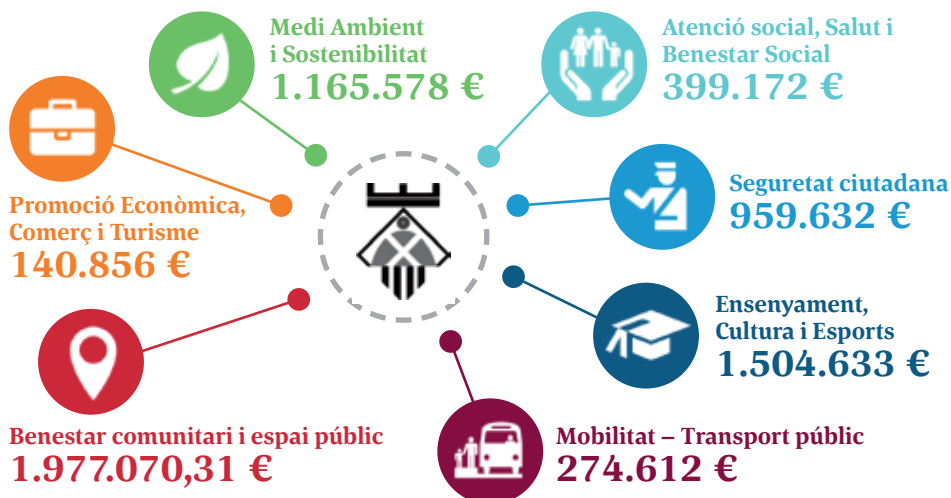 Medi Ambient
i Sostenibilitat
1.165.578 €
Atenció social, Salut i
Benestar Social
399.172 €
Promoció Econòmica,
Comerç i Turisme
140.856 €
Seguretat ciutadana
959.632 €
Ensenyament,
Cultura i Esports
1.504.633 €
Benestar comunitari i espai públic
1.977.070,31 €
Mobilitat – Transport públic
274.612 €